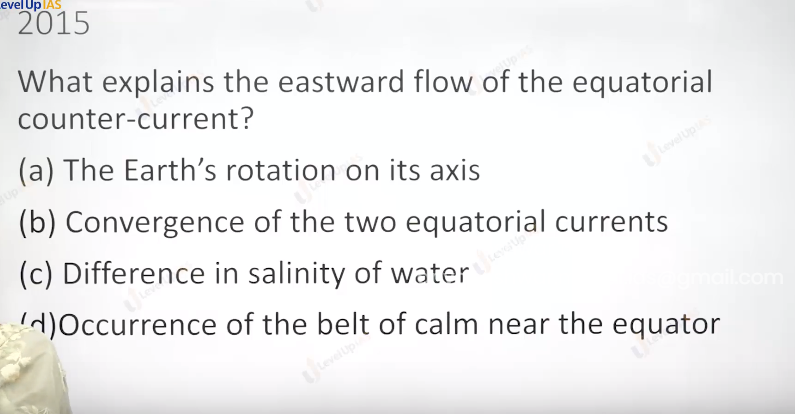 evelUpIAS
2015
What explains the eastward flow of the equatorial
counter-current?
(a) The Earth's rotation on its axis
(b) Convergence of the two equatorial currents
(c) Difference in salinity of water
gmail.com
(d)Occurrence of the belt of calm near the equator
LevelUpIAS
LevelUpIAS